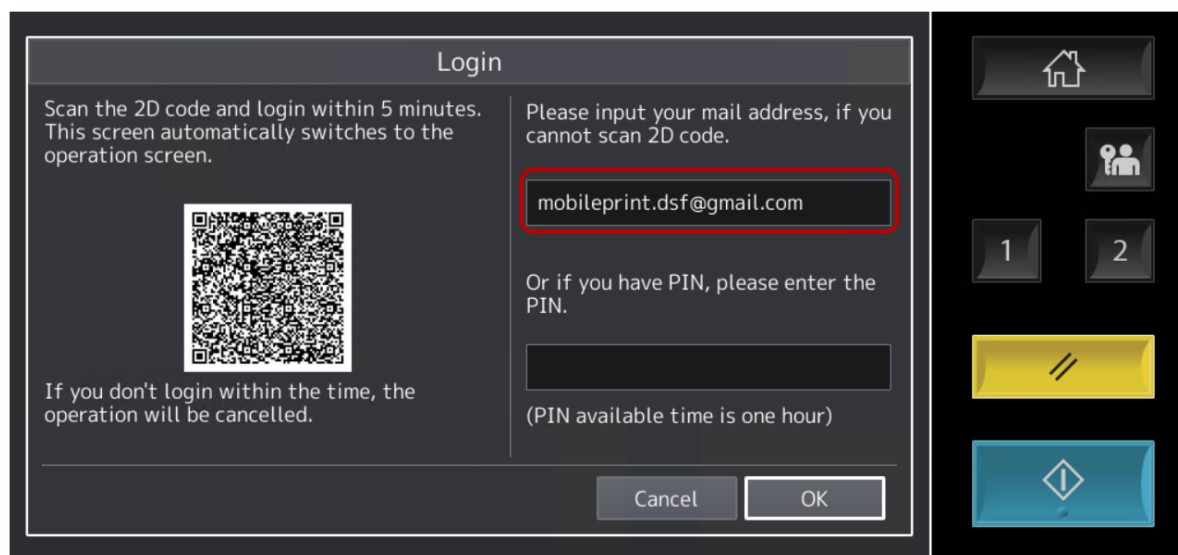 Login
Scan the 2D code and login within 5 minutes.
This screen automatically switches to the
operation screen.
If you don't login within the time, the
operation will be cancelled.
Please input your mail address, if you
cannot scan 2D code.
mobileprint.dsf@gmail.com
Or if you have PIN, please enter the
PIN.
(PIN available time is one hour)
Cancel
OK
1
2